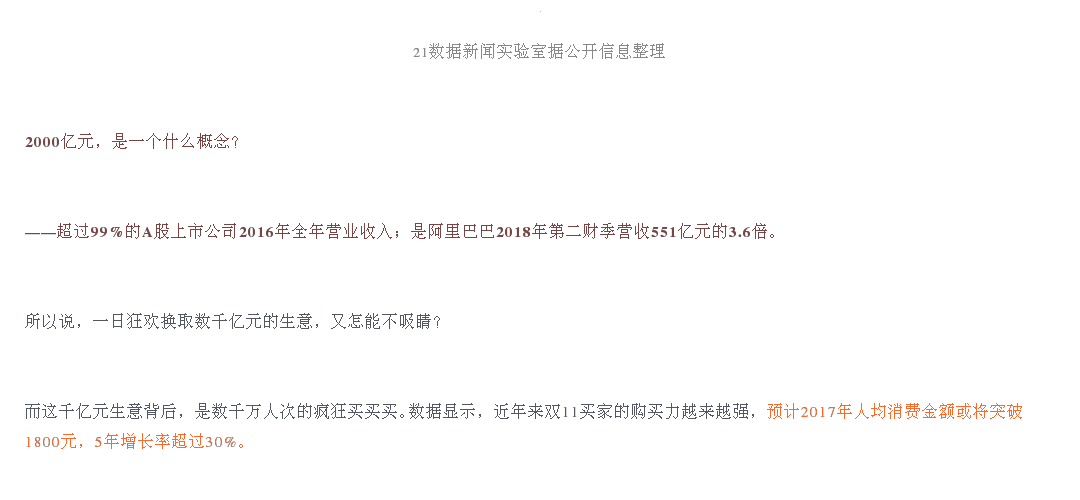 21数据新闻实验室据公开信息整理
2000亿元，是一个什么概念？
——超过99%的A股上市公司2016年全年营业收入；是阿里巴巴2018年第二财季营收551亿元的3.6倍。
所以说，一日狂欢换取数千亿元的生意，又怎能不吸睛？
而这千亿元生意背后，是数千万人次的疯狂买买买。数据显示，近年来双11买家的购买力越来越强，预计2017年人均消费金额或将突破
1800元，5年增长率超过30%。